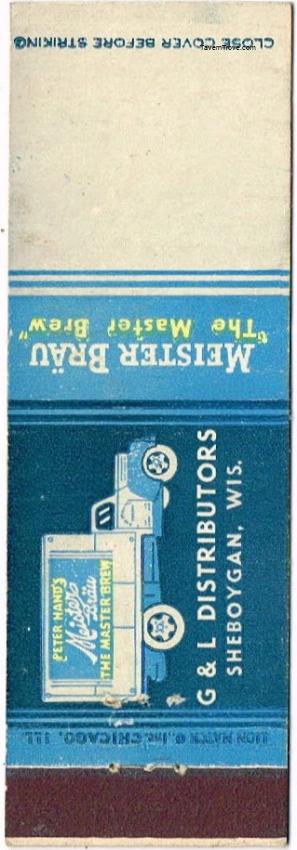 CLOSE COVER BEFORE STRIKING
TavernTrove.com
MEISTER BRÄU
"The Master Brew"
PETER HAND'S
Meister
Bräu
THE MASTER BREW
G & L DISTRIBUTORS
SHEBOYGAN, WIS.
LION MATCH CO., INC., CHICAGO, ILL